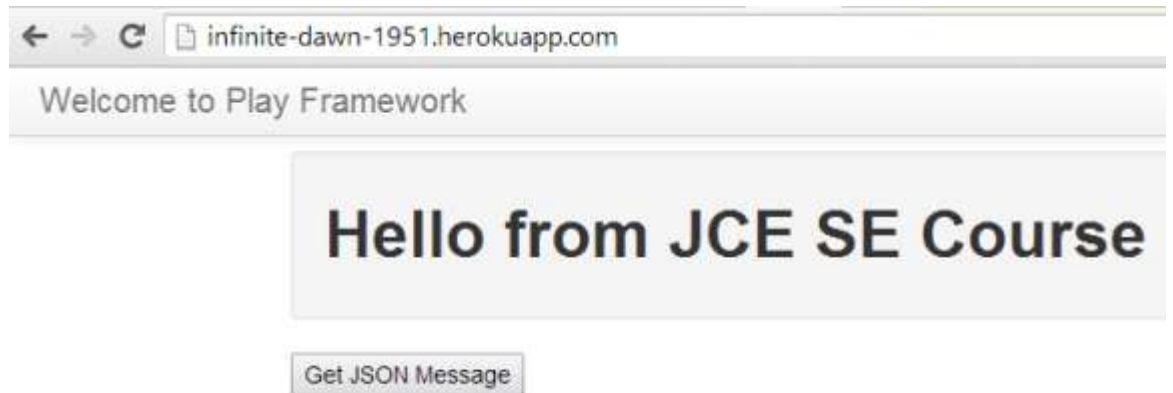 infinite-dawn-1951.herokuapp.com
Welcome to Play Framework
Hello from JCE SE Course
Get JSON Message